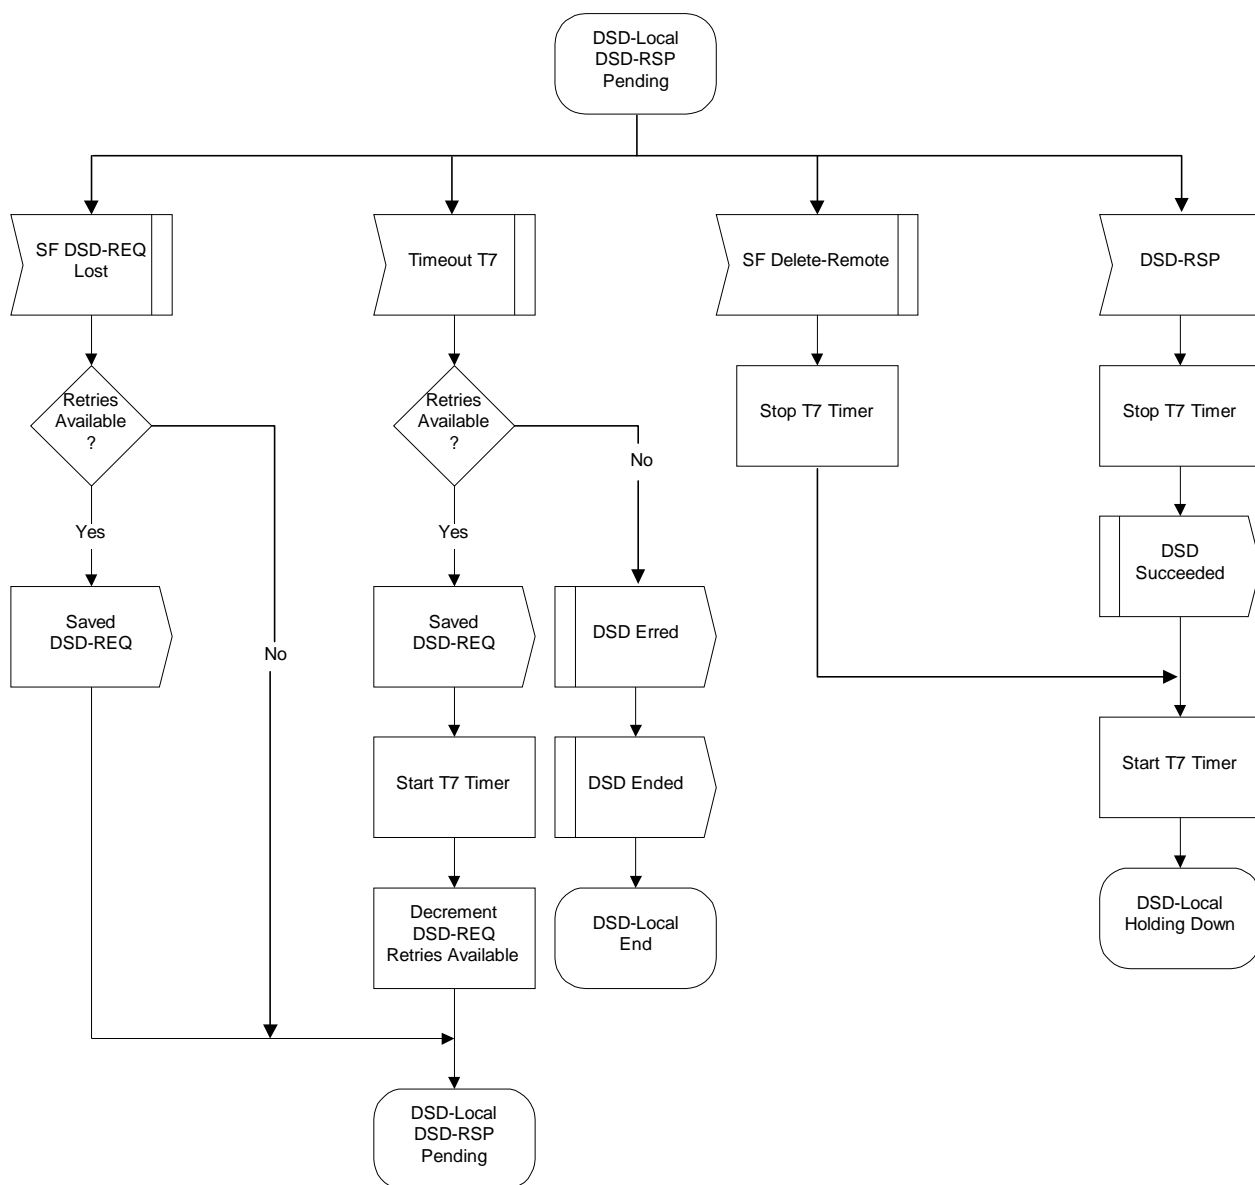 DSD-Local
DSD-RSP
Pending
SF DSD-REQ
Lost
Timeout T7
SF Delete-Remote
DSD-RSP
Retries
Available
?
Retries
Available
?
Stop T7 Timer
Stop T7 Timer
No
Yes
Yes
DSD
Succeeded
Saved
DSD-REQ
No
Saved
DSD-REQ
DSD Erred
Start T7 Timer
DSD Ended
Start T7 Timer
Decrement
DSD-REQ
Retries Available
DSD-Local
End
DSD-Local
Holding Down
DSD-Local
DSD-RSP
Pending